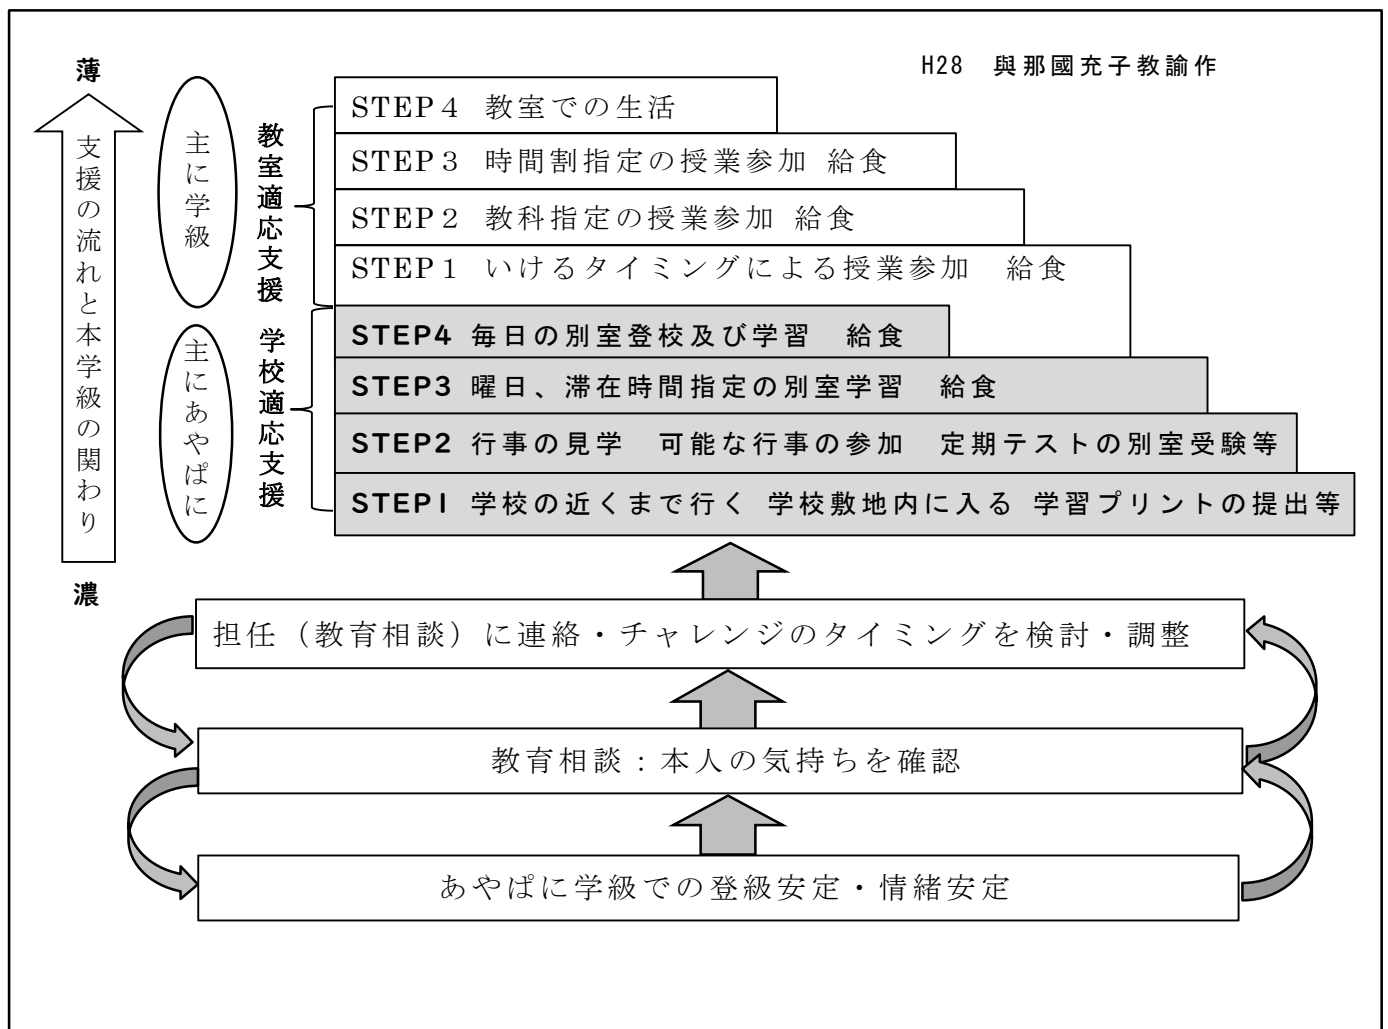 H28 與那國充子教諭作
薄
支援の流れと本学級の関わり
濃
主に学級
教室適応支援
STEP４ 教室での生活
STEP３ 時間割指定の授業参加 給食
STEP２ 教科指定の授業参加 給食
STEP１ いけるタイミングによる授業参加　給食
主にあやぱに
学校適応支援
STEP4 毎日の別室登校及び学習　給食
STEP3 曜日、滞在時間指定の別室学習　給食
STEP2 行事の見学　可能な行事の参加　定期テストの別室受験等
STEP1 学校の近くまで行く 学校敷地内に入る 学習プリントの提出等
担任（教育相談）に連絡・チャレンジのタイミングを検討・調整
教育相談：本人の気持ちを確認
あやぱに学級での登級安定・情緒安定